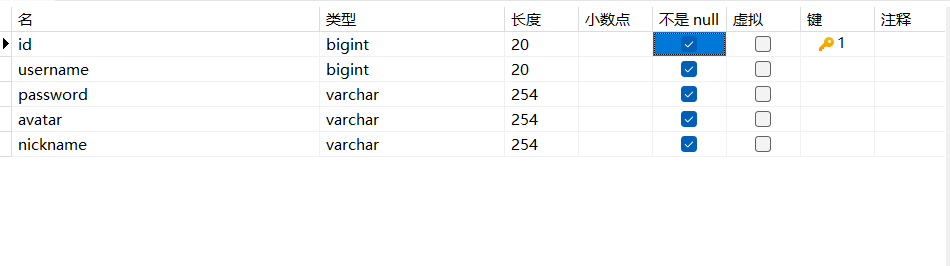 名 类型 长度 小数点 不是 null 虚拟 键 注释
id bigint 20 1
username bigint 20
password varchar 254
avatar varchar 254
nickname varchar 254